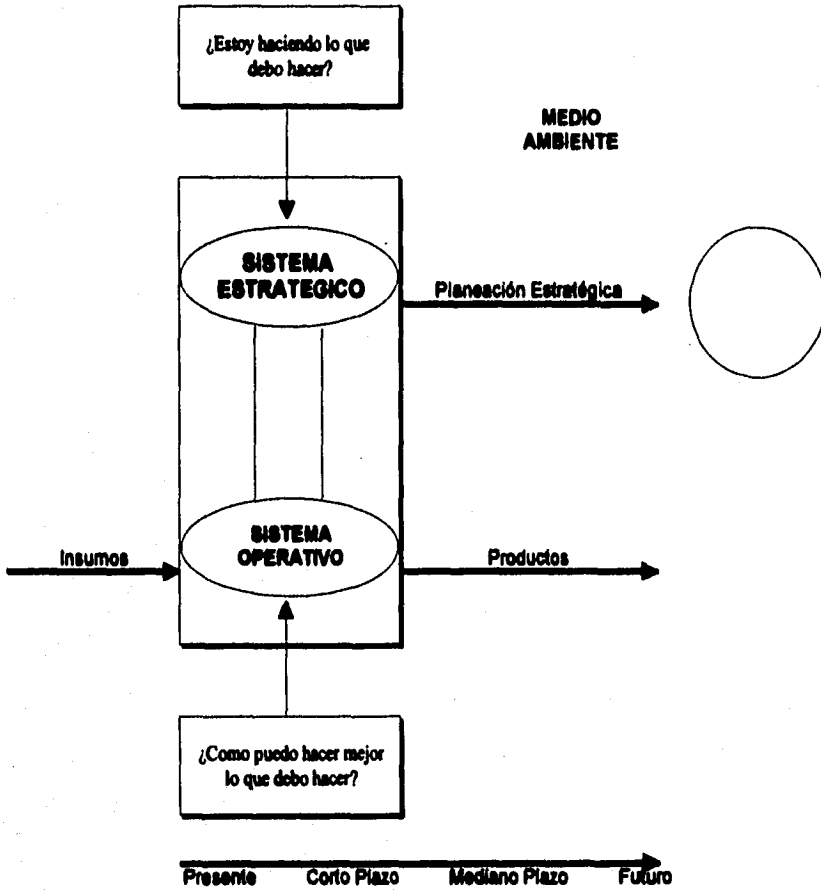 ¿Estoy haciendo lo que
debo hacer?
MEDIO
AMBIENTE
SISTEMA
ESTRATEGICO
Planeación Estratégica
SISTEMA
OPERATIVO
Insumos
Productos
¿Como puedo hacer mejor
lo que debo hacer?
Presente Corto Plazo Mediano Plazo Futuro